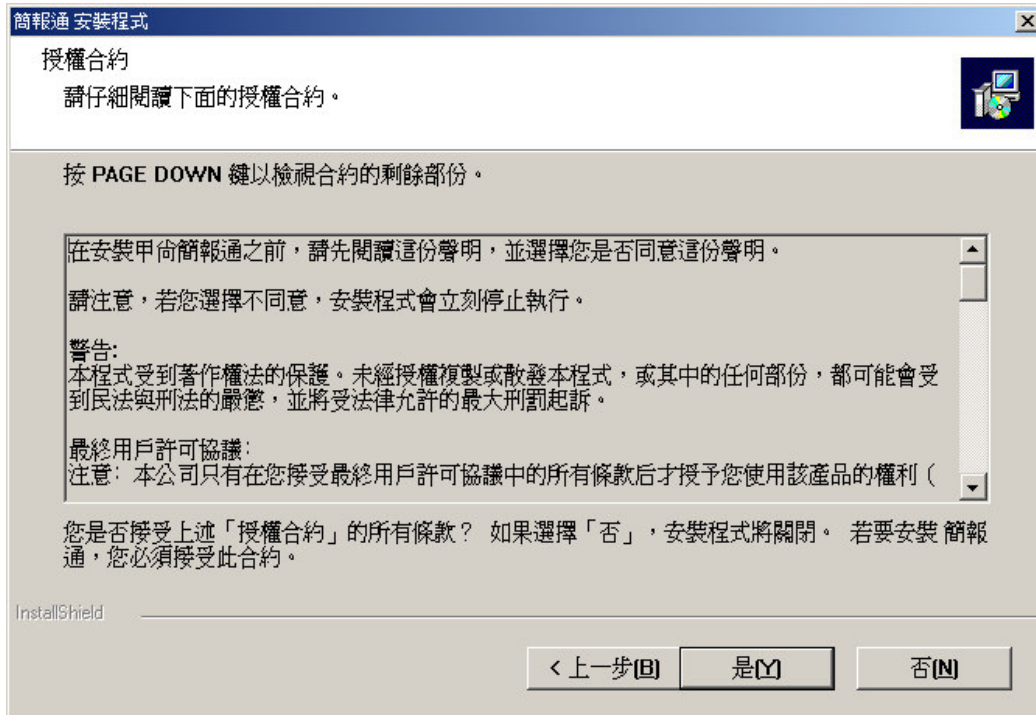 簡報通 安裝程式
授權合約
請仔細閱讀下面的授權合約。
按 PAGE DOWN 鍵以檢視合約的剩餘部份。
在安裝甲尚簡報通之前，請先閱讀這份聲明，並選擇您是否同意這份聲明。
請注意，若您選擇不同意，安裝程式會立刻停止執行。
警告:
本程式受到著作權法的保護。未經授權複製或散發本程式，或其中的任何部份，都可能會受
到民法與刑法的嚴懲，並將受法律允許的最大刑罰起訴。
最終用戶許可協議:
注意: 本公司只有在您接受最終用戶許可協議中的所有條款后才授予您使用該產品的權利（
您是否接受上述「授權合約」的所有條款？ 如果選擇「否」，安裝程式將關閉。 若要安裝 簡報
通，您必須接受此合約。
InstallShield
< 上一步(B)
是(Y)
否(N)